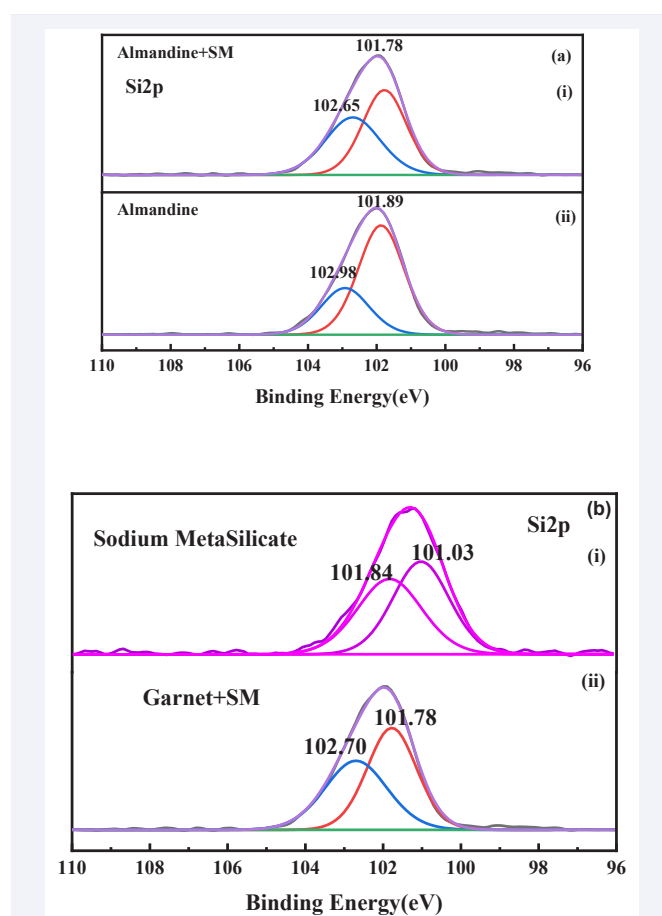 Almandine+SM 101.78 (a)
Si2p (i)
102.65
Almandine 101.89 (ii)
102.98
110 108 106 104 102 100 98 96
Binding Energy(eV)
Sodium MetaSilicate Si2p (b)
101.84 101.03 (i)
Garnet+SM (ii)
102.70 101.78
110 108 106 104 102 100 98 96
Binding Energy(eV)